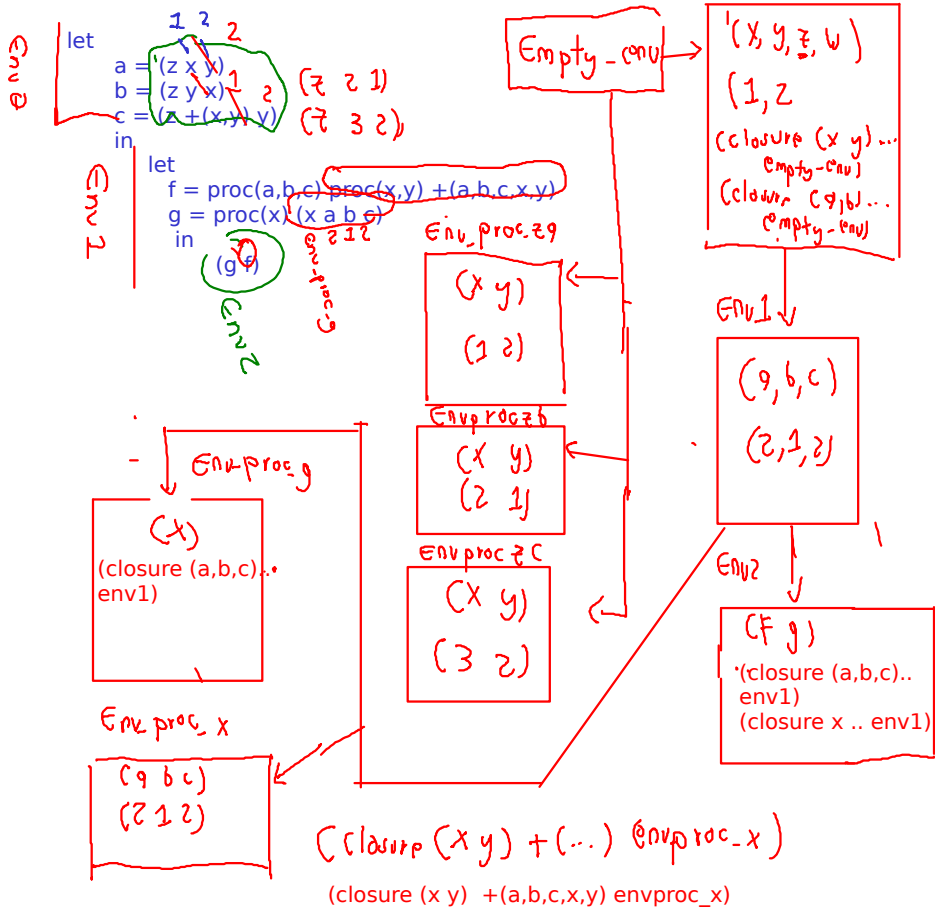 Env 0
let
1 2 2
a = (z x y)
b = (z y x)
c = (z +(x,y) y)
in
1 2
(z 2 1)
(z 3 2)
Env 1
let
f = proc(a,b,c) proc(x,y) +(a,b,c,x,y)
g = proc(x) (x a b c)
in
2 1 2
(g f)
env-proc-g
Env2
Empty_env
'(x, y, z, w)
(1, 2
(closure (x y) ...
empty-env)
(closure (a,b) ...
empty-env)
Env_proc_za
(x y)
(1 2)
Env1
(a, b, c)
(2, 1, 2)
Envproczb
(x y)
(2 1)
Env-proc_g
(x)
(closure (a,b,c)...
env1)
Envproczc
(x y)
(3 2)
Env2
(f g)
(closure (a,b,c)..
env1)
(closure x .. env1)
Env_proc_x
(a b c)
(2 1 2)
(closure (x y) +(...) envproc_x)
(closure (x y) +(a,b,c,x,y) envproc_x)